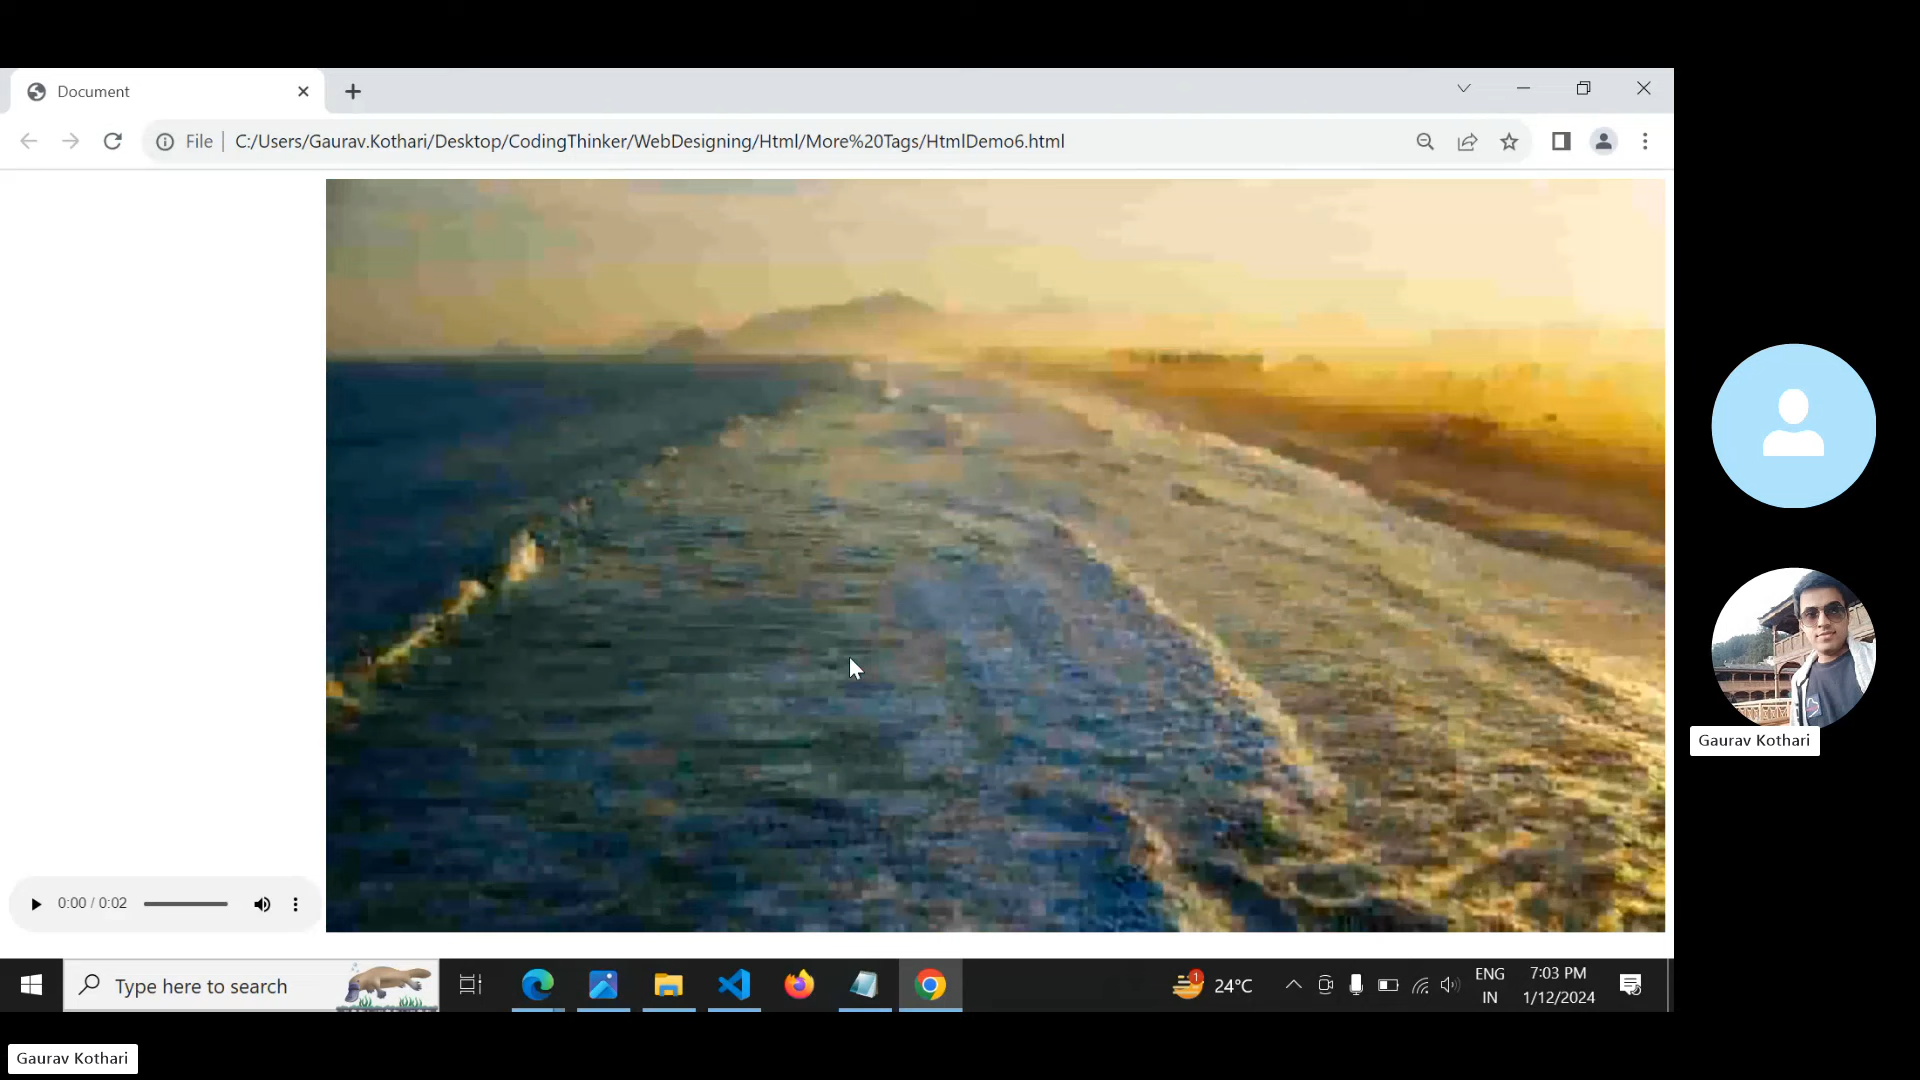 Document
File
C:/Users/Gaurav.Kothari/Desktop/CodingThinker/WebDesigning/Html/More%20Tags/HtmlDemo6.html
Gaurav Kothari
0:00 / 0:02
Type here to search
1
24°C
ENG
IN
7:03 PM
1/12/2024
Gaurav Kothari